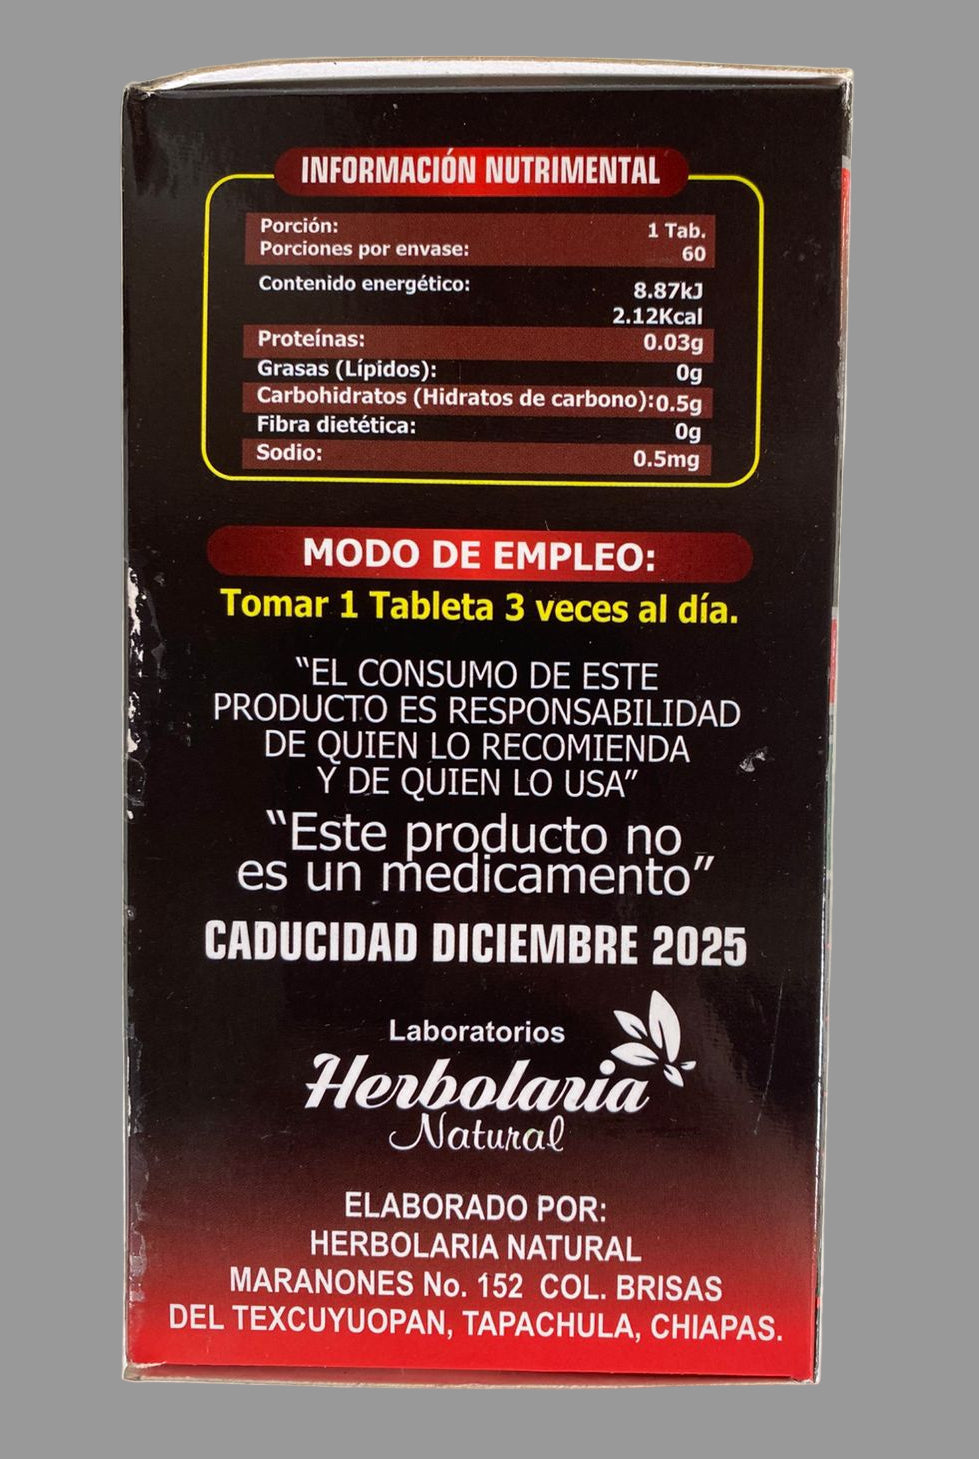 INFORMACIÓN NUTRIMENTAL
Porción: 1 Tab.
Porciones por envase: 60
Contenido energético: 8.87kJ
2.12Kcal
Proteínas: 0.03g
Grasas (Lípidos): 0g
Carbohidratos (Hidratos de carbono): 0.5g
Fibra dietética: 0g
Sodio: 0.5mg
MODO DE EMPLEO:
Tomar 1 Tableta 3 veces al día.
“EL CONSUMO DE ESTE
PRODUCTO ES RESPONSABILIDAD
DE QUIEN LO RECOMIENDA
Y DE QUIEN LO USA”
“Este producto no
es un medicamento”
CADUCIDAD DICIEMBRE 2025
Laboratorios
Herbolaria
Natural
ELABORADO POR:
HERBOLARIA NATURAL
MARANONES No. 152 COL. BRISAS
DEL TEXCUYUOPAN, TAPACHULA, CHIAPAS.